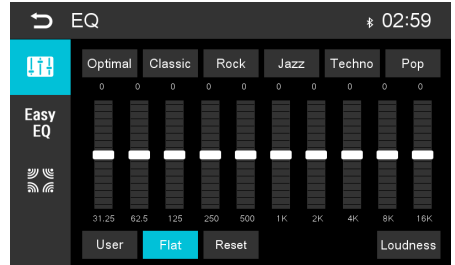 EQ 02:59
Optimal Classic Rock Jazz Techno Pop
0 0 0 0 0 0 0 0 0 0
Easy
EQ
31.25 62.5 125 250 500 1K 2K 4K 8K 16K
User Flat Reset Loudness